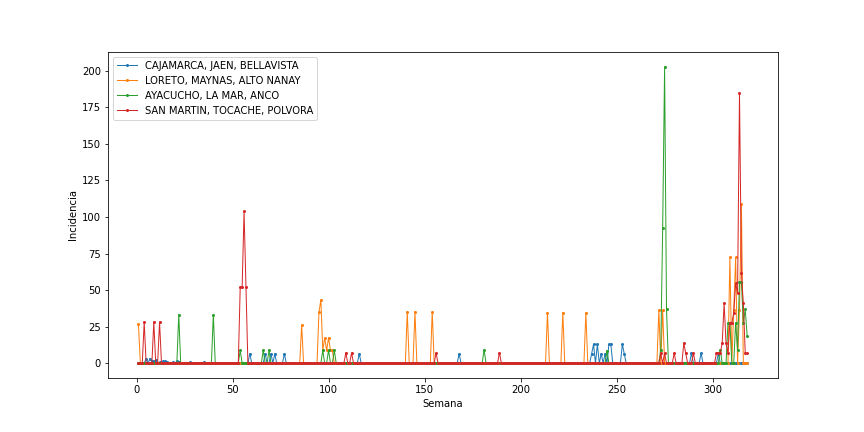 CAJAMARCA, JAEN, BELLAVISTA
LORETO, MAYNAS, ALTO NANAY
AYACUCHO, LA MAR, ANCO
SAN MARTIN, TOCACHE, POLVORA
200
175
150
125
100
75
50
25
0
Incidencia
0 50 100 150 200 250 300
Semana